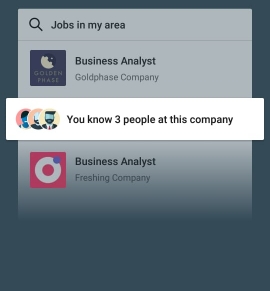 Jobs in my area
GOLDEN
PHASE
Business Analyst
Goldphase Company
You know 3 people at this company
Business Analyst
Freshing Company